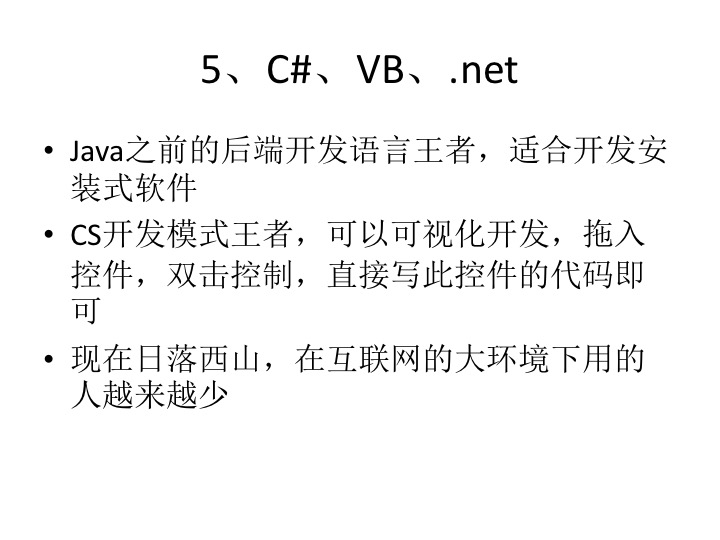 5、C#、VB、.net
• Java之前的后端开发语言王者，适合开发安
装式软件
• CS开发模式王者，可以可视化开发，拖入
控件，双击控制，直接写此控件的代码即
可
• 现在日落西山，在互联网的大环境下用的
人越来越少